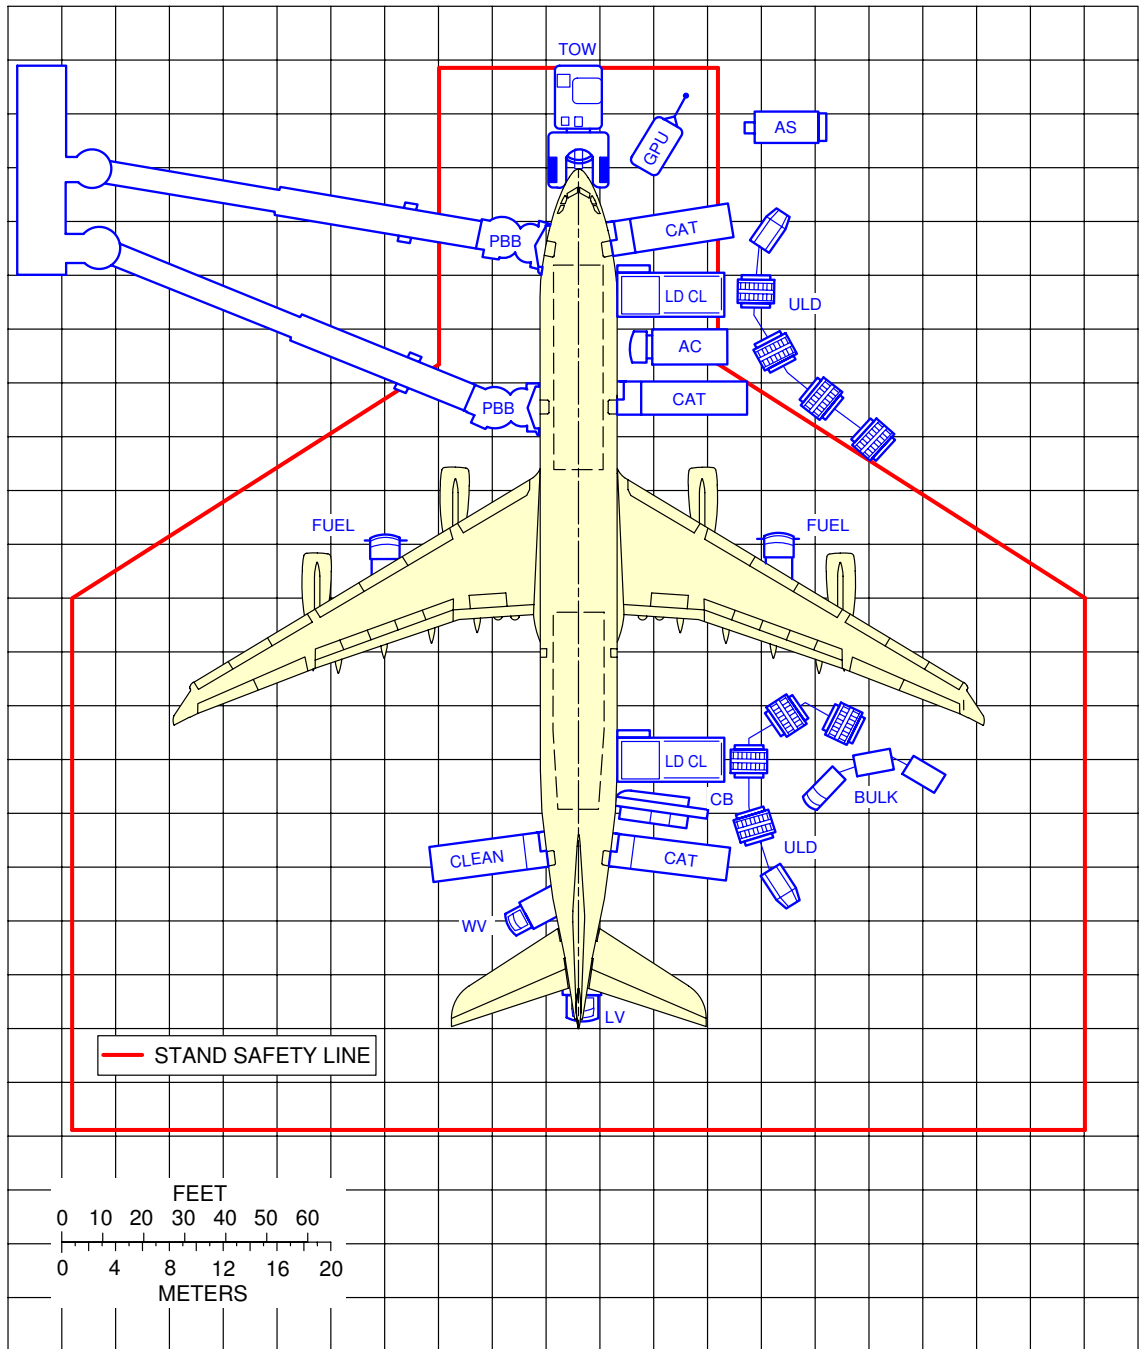 TOW
AS
GPU
CAT
PBB
LD CL
ULD
AC
CAT
PBB
FUEL
FUEL
LD CL
CB
BULK
ULD
CLEAN
CAT
WV
LV
STAND SAFETY LINE
FEET
0 10 20 30 40 50 60
0 4 8 12 16 20
METERS